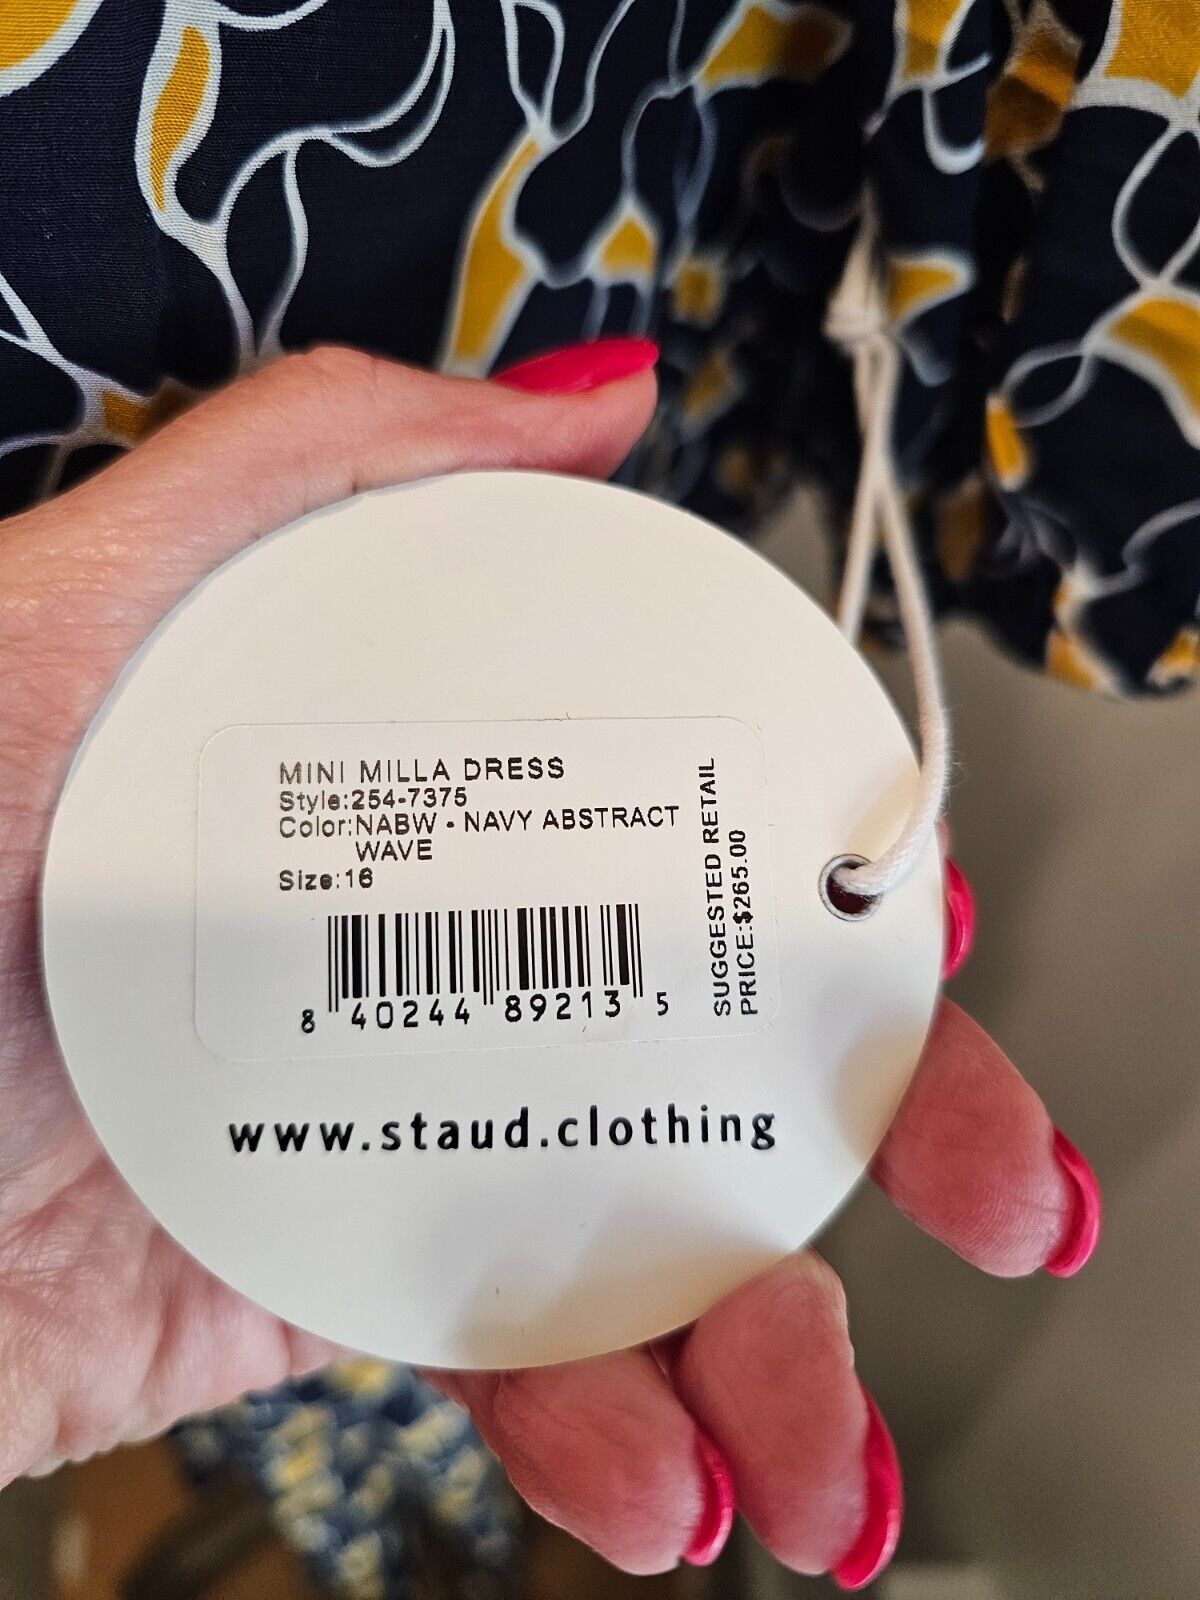 MINI MILLA DRESS
Style:254-7375
Color:NABW - NAVY ABSTRACT
WAVE
Size:16
8 40244 89213 5
SUGGESTED RETAIL
PRICE:$265.00
www.staud.clothing